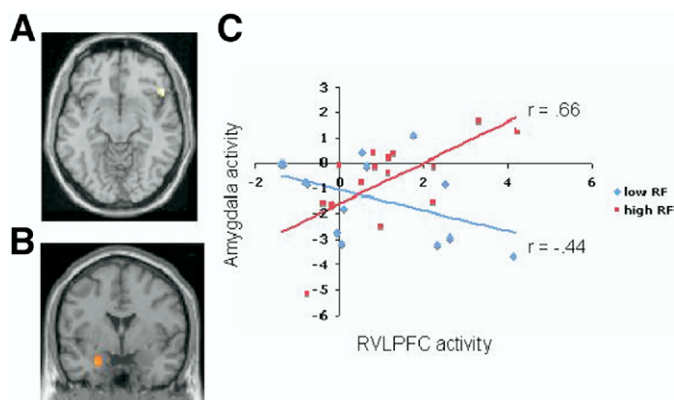 A
B
C
3
2
1
0
-1
-2
-3
-4
-5
-6
-2
0
2
4
6
Amygdala activity
RVLPFC activity
r = .66
r = -.44
low RF
high RF